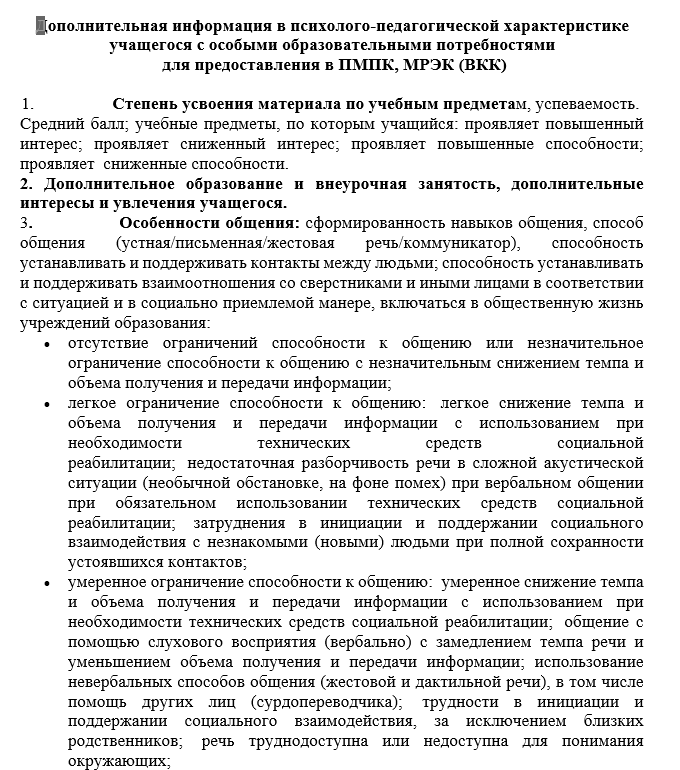 Дополнительная информация в психолого-педагогической характеристике
учащегося с особыми образовательными потребностями
для предоставления в ПМПК, МРЭК (ВКК)
1. Степень усвоения материала по учебным предметам, успеваемость.
Средний балл; учебные предметы, по которым учащийся: проявляет повышенный
интерес; проявляет сниженный интерес; проявляет повышенные способности;
проявляет сниженные способности.
2. Дополнительное образование и внеурочная занятость, дополнительные
интересы и увлечения учащегося.
3. Особенности общения: сформированность навыков общения, способ
общения (устная/письменная/жестовая речь/коммуникатор), способность
устанавливать и поддерживать контакты между людьми; способность устанавливать
и поддерживать взаимоотношения со сверстниками и иными лицами в соответствии
с ситуацией и в социально приемлемой манере, включаться в общественную жизнь
учреждений образования:
• отсутствие ограничений способности к общению или незначительное
ограничение способности к общению с незначительным снижением темпа и
объема получения и передачи информации;
• легкое ограничение способности к общению: легкое снижение темпа и
объема получения и передачи информации с использованием при
необходимости технических средств социальной
реабилитации; недостаточная разборчивость речи в сложной акустической
ситуации (необычной обстановке, на фоне помех) при вербальном общении
при обязательном использовании технических средств социальной
реабилитации; затруднения в инициации и поддержании социального
взаимодействия с незнакомыми (новыми) людьми при полной сохранности
устоявшихся контактов;
• умеренное ограничение способности к общению: умеренное снижение темпа
и объема получения и передачи информации с использованием при
необходимости технических средств социальной реабилитации; общение с
помощью слухового восприятия (вербально) с замедлением темпа речи и
уменьшением объема получения и передачи информации; использование
невербальных способов общения (жестовой и дактильной речи), в том числе
помощь других лиц (сурдопереводчика); трудности в инициации и
поддержании социального взаимодействия, за исключением близких
родственников; речь труднодоступна или недоступна для понимания
окружающих;